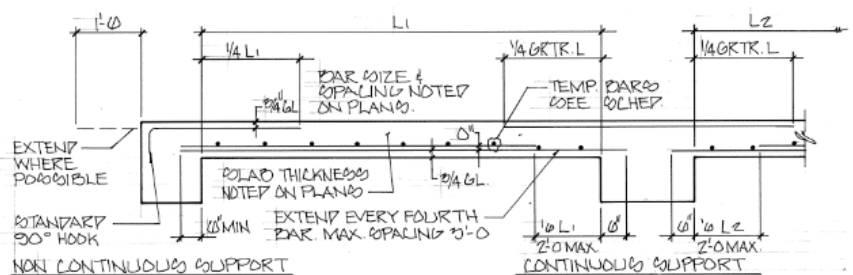 1'-6
L1
L2
1/4 L1
1/4 GRTR. L
1/4 GRTR. L
BAR SIZE &
SPACING NOTED
ON PLANS.
TEMP. BARS
SEE SCHED.
3/4" CL.
0"
EXTEND
WHERE
POSSIBLE
SLAB THICKNESS
NOTED ON PLANS
3/4 CL.
STANDARD
90° HOOK
6" MIN
EXTEND EVERY FOURTH
BAR. MAX. SPACING 3'-0
1/6 L1
6"
6"
1/6 L2
2'-0 MAX.
2'-0 MAX.
NON CONTINUOUS SUPPORT
CONTINUOUS SUPPORT